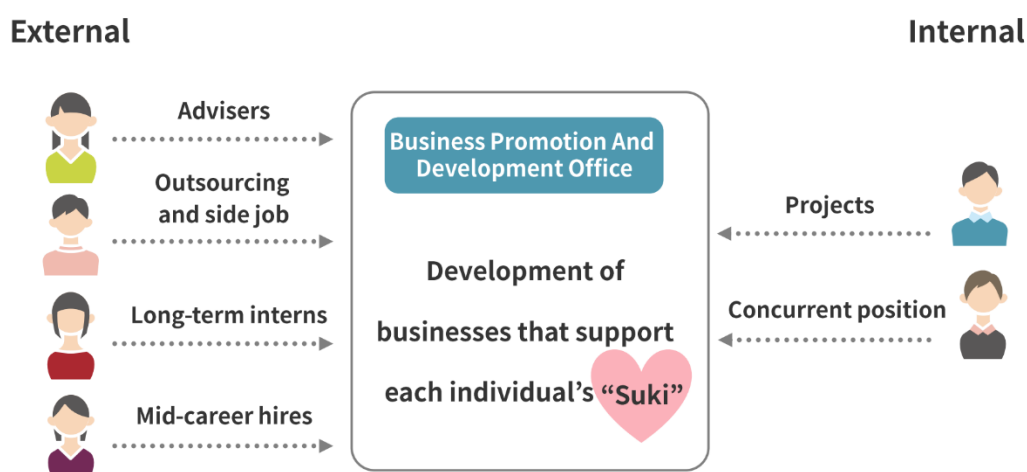 External
Internal
Advisers
Outsourcing
and side job
Long-term interns
Mid-career hires
Business Promotion And
Development Office
Development of
businesses that support
each individual’s “Suki”
Projects
Concurrent position